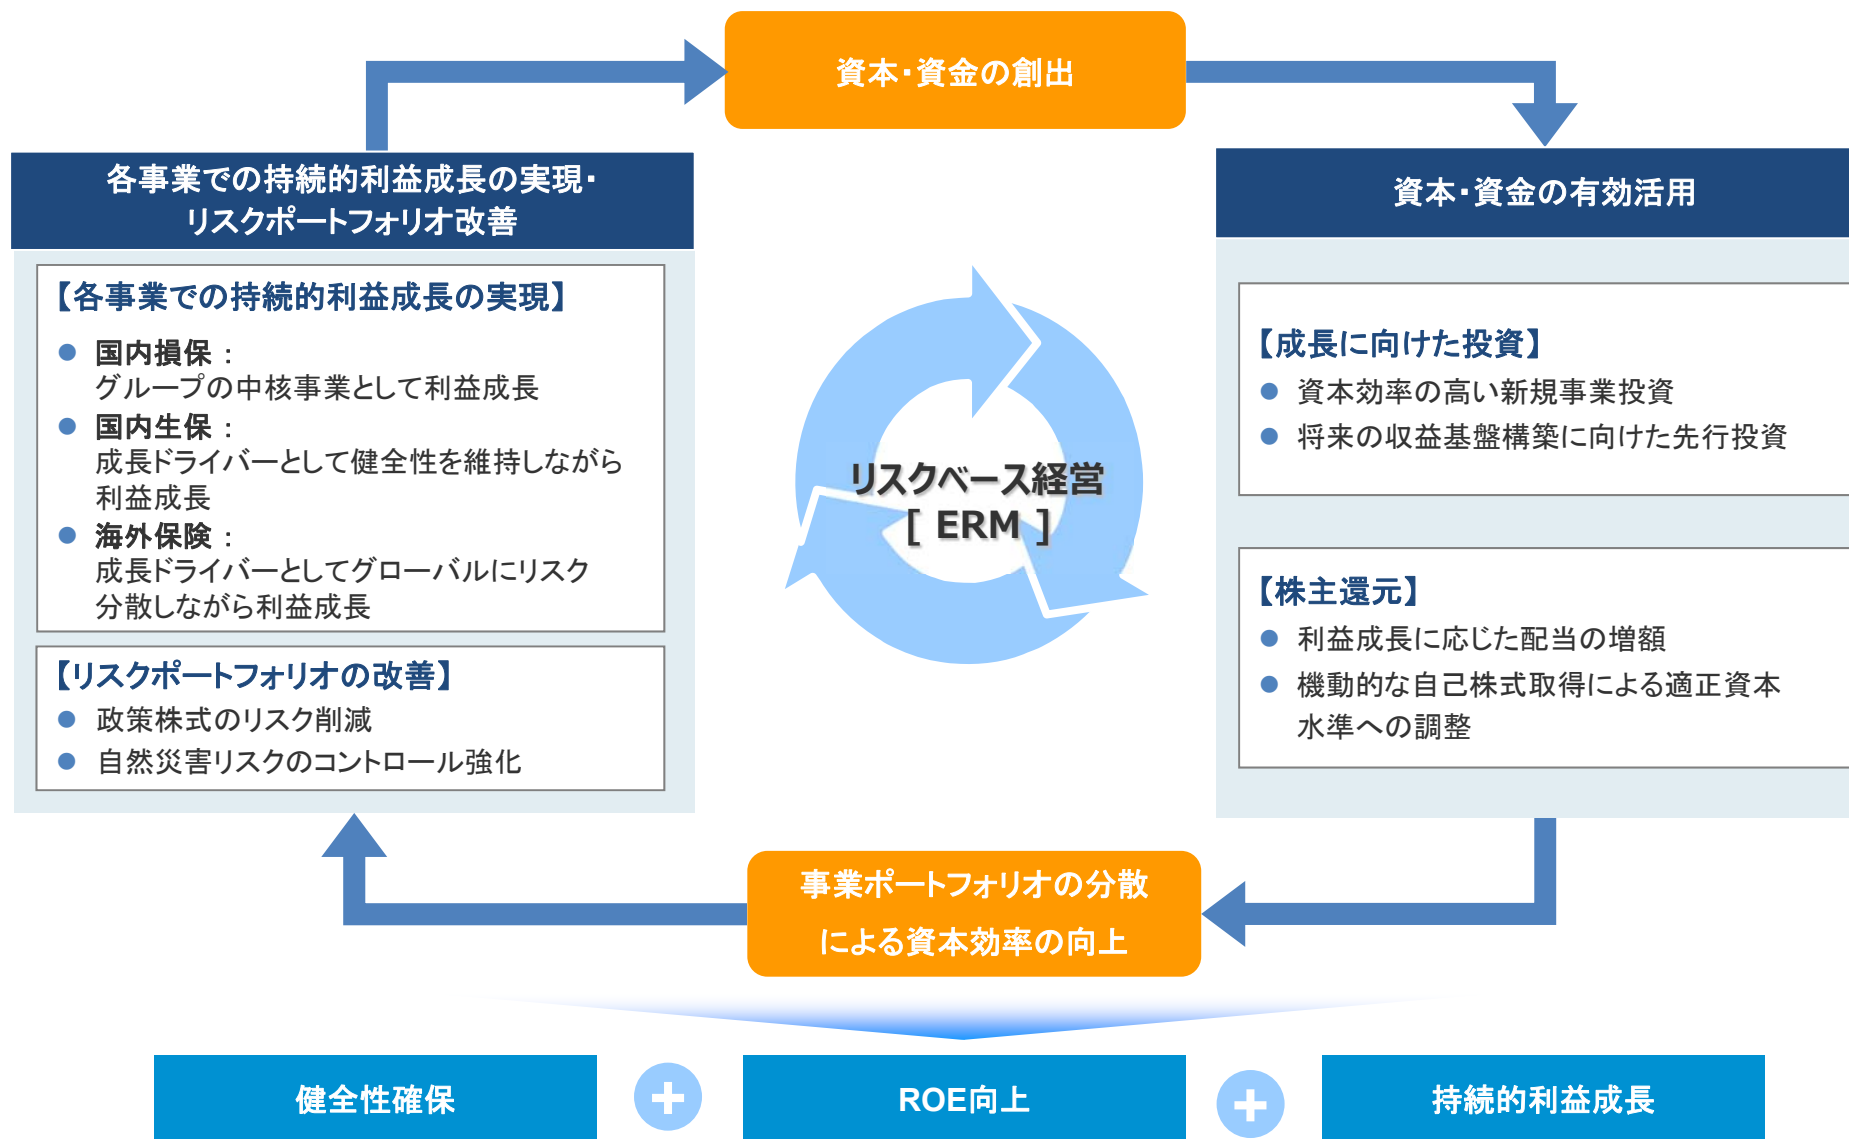 資本・資金の創出
各事業での持続的利益成長の実現・
リスクポートフォリオ改善
【各事業での持続的利益成長の実現】
● 国内損保：
グループの中核事業として利益成長
● 国内生保：
成長ドライバーとして健全性を維持しながら
利益成長
● 海外保険：
成長ドライバーとしてグローバルにリスク
分散しながら利益成長
【リスクポートフォリオの改善】
● 政策株式のリスク削減
● 自然災害リスクのコントロール強化
リスクベース経営
[ ERM ]
資本・資金の有効活用
【成長に向けた投資】
● 資本効率の高い新規事業投資
● 将来の収益基盤構築に向けた先行投資
【株主還元】
● 利益成長に応じた配当の増額
● 機動的な自己株式取得による適正資本
水準への調整
事業ポートフォリオの分散
による資本効率の向上
健全性確保
+
ROE向上
+
持続的利益成長